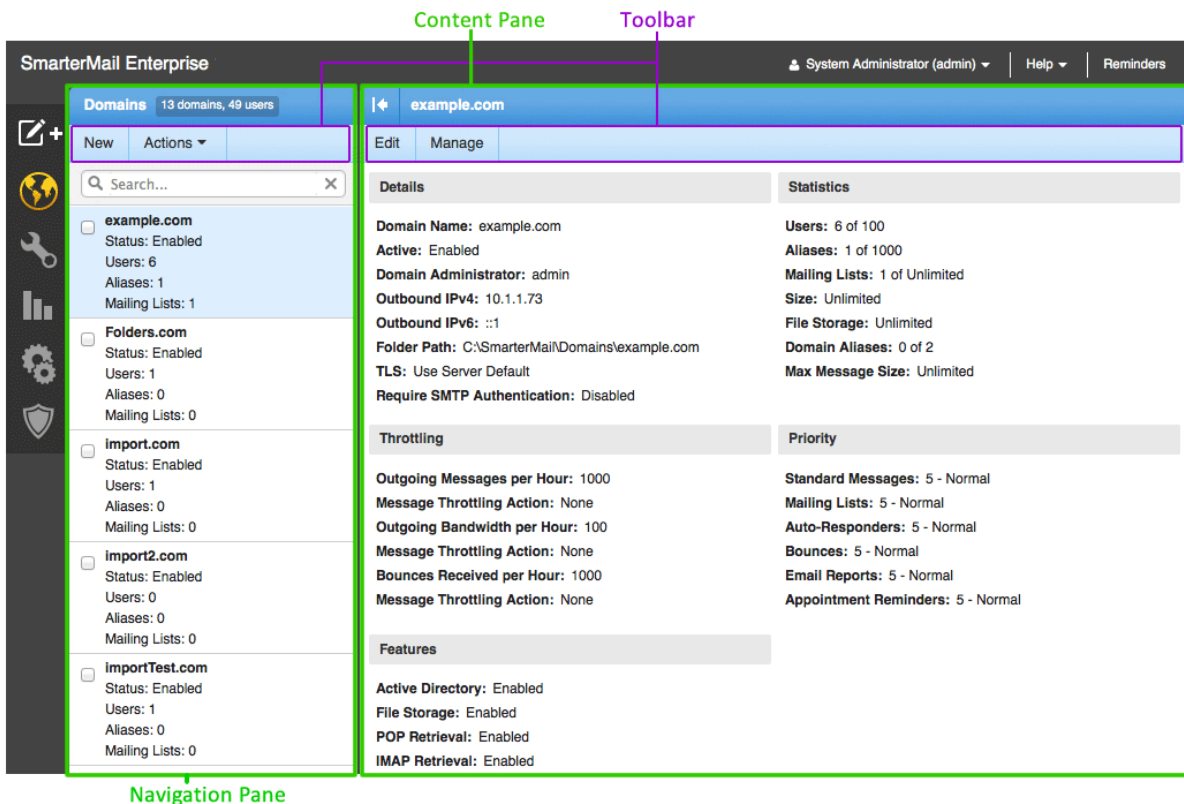 Content Pane
Toolbar
SmarterMail Enterprise
System Administrator (admin)
Help
Reminders
Domains 13 domains, 49 users
New
Actions
Search...
example.com
Status: Enabled
Users: 6
Aliases: 1
Mailing Lists: 1
Folders.com
Status: Enabled
Users: 1
Aliases: 0
Mailing Lists: 0
import.com
Status: Enabled
Users: 1
Aliases: 0
Mailing Lists: 0
import2.com
Status: Enabled
Users: 0
Aliases: 0
Mailing Lists: 0
importTest.com
Status: Enabled
Users: 1
Aliases: 0
Mailing Lists: 0
example.com
Edit
Manage
Details
Domain Name: example.com
Active: Enabled
Domain Administrator: admin
Outbound IPv4: 10.1.1.73
Outbound IPv6: ::1
Folder Path: C:\SmarterMail\Domains\example.com
TLS: Use Server Default
Require SMTP Authentication: Disabled
Statistics
Users: 6 of 100
Aliases: 1 of 1000
Mailing Lists: 1 of Unlimited
Size: Unlimited
File Storage: Unlimited
Domain Aliases: 0 of 2
Max Message Size: Unlimited
Throttling
Outgoing Messages per Hour: 1000
Message Throttling Action: None
Outgoing Bandwidth per Hour: 100
Message Throttling Action: None
Bounces Received per Hour: 1000
Message Throttling Action: None
Priority
Standard Messages: 5 - Normal
Mailing Lists: 5 - Normal
Auto-Responders: 5 - Normal
Bounces: 5 - Normal
Email Reports: 5 - Normal
Appointment Reminders: 5 - Normal
Features
Active Directory: Enabled
File Storage: Enabled
POP Retrieval: Enabled
IMAP Retrieval: Enabled
Navigation Pane